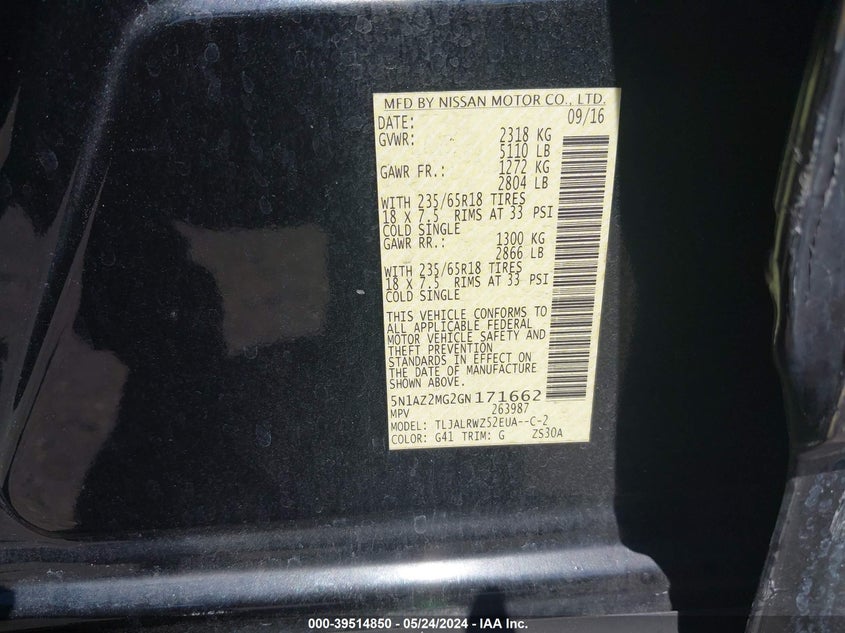 MFD BY NISSAN MOTOR CO., LTD.
DATE: 09/16
GVWR: 2318 KG
5110 LB
GAWR FR.: 1272 KG
2804 LB
WITH 235/65R18 TIRES
18 X 7.5 RIMS AT 33 PSI
COLD SINGLE
GAWR RR.: 1300 KG
2866 LB
WITH 235/65R18 TIRES
18 X 7.5 RIMS AT 33 PSI
COLD SINGLE
THIS VEHICLE CONFORMS TO
ALL APPLICABLE FEDERAL
MOTOR VEHICLE SAFETY AND
THEFT PREVENTION
STANDARDS IN EFFECT ON
THE DATE OF MANUFACTURE
SHOWN ABOVE.
5N1AZ2MG2GN171662
MPV 263987
MODEL: TLJALRWZ52EUA--C-2
COLOR: G41 TRIM: G ZS30A
000-39514850 - 05/24/2024 - IAA Inc.